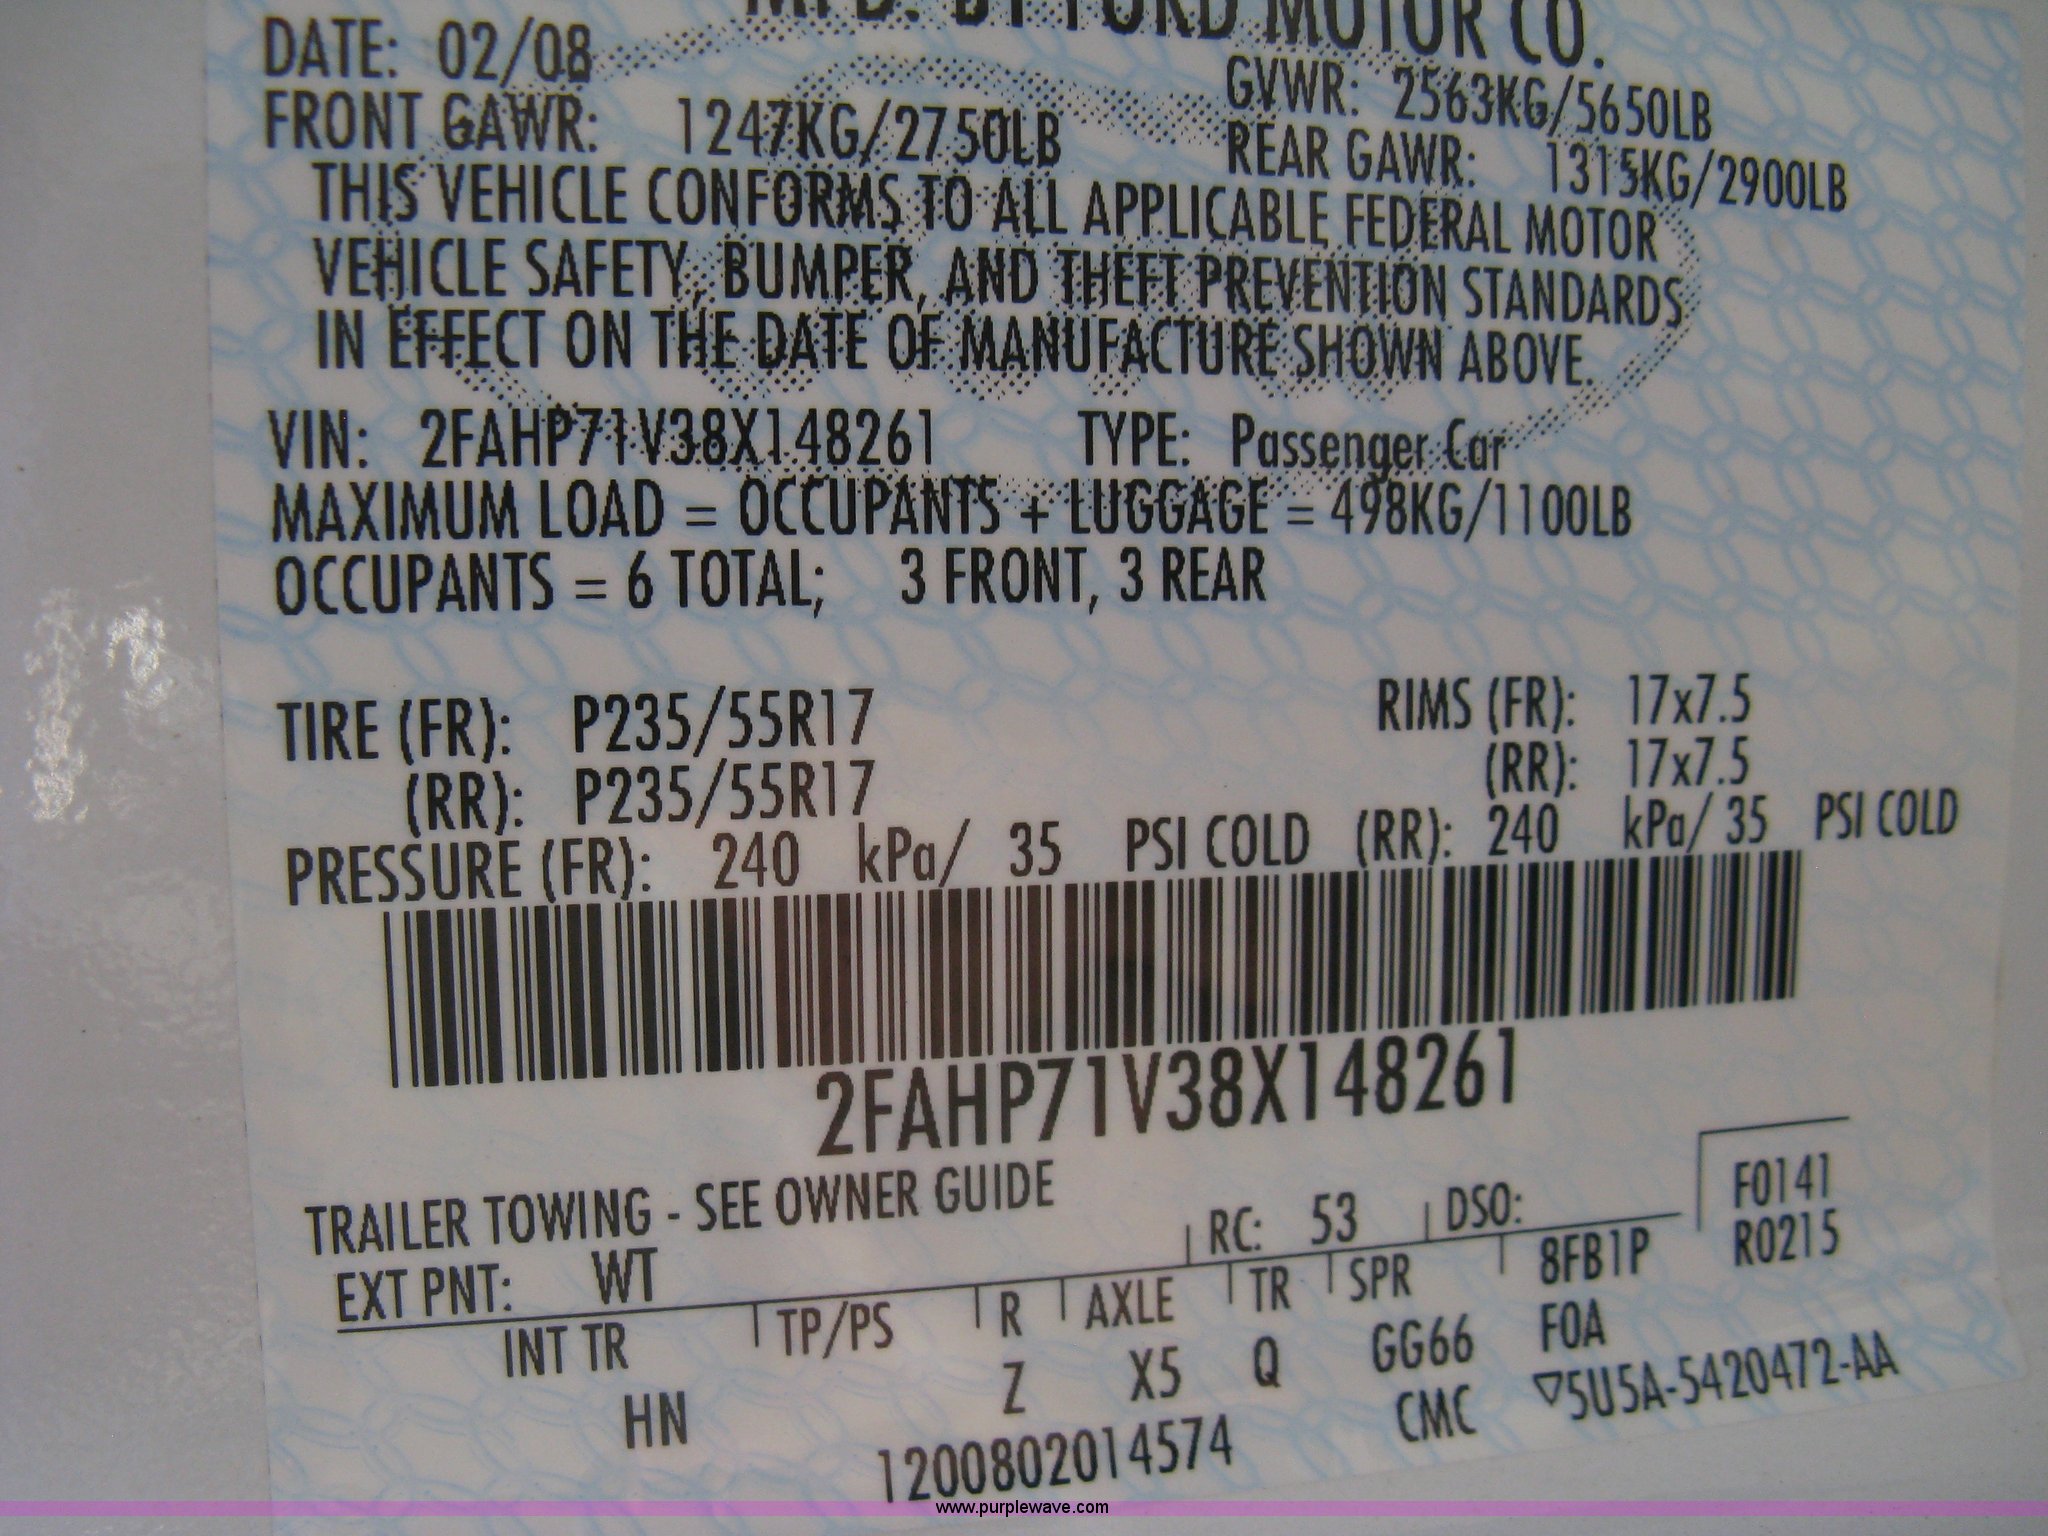 MFD. BY FORD MOTOR CO.
DATE: 02/08
GVWR: 2563KG/5650LB
FRONT GAWR: 1247KG/2750LB
REAR GAWR: 1315KG/2900LB
THIS VEHICLE CONFORMS TO ALL APPLICABLE FEDERAL MOTOR
VEHICLE SAFETY, BUMPER, AND THEFT PREVENTION STANDARDS
IN EFFECT ON THE DATE OF MANUFACTURE SHOWN ABOVE.
VIN: 2FAHP71V38X148261 TYPE: Passenger Car
MAXIMUM LOAD = OCCUPANTS + LUGGAGE = 498KG/1100LB
OCCUPANTS = 6 TOTAL; 3 FRONT, 3 REAR
TIRE (FR): P235/55R17 RIMS (FR): 17x7.5
(RR): P235/55R17 (RR): 17x7.5
PRESSURE (FR): 240 kPa/ 35 PSI COLD (RR): 240 kPa/ 35 PSI COLD
2FAHP71V38X148261
TRAILER TOWING - SEE OWNER GUIDE
EXT PNT: WT RC: 53 DSO: F0141
R0215
INT TR TP/PS R AXLE TR SPR 8FB1P
HN Z X5 Q GG66 FOA
1200802014574 CMC ▽5U5A-5420472-AA
www.purplewave.com